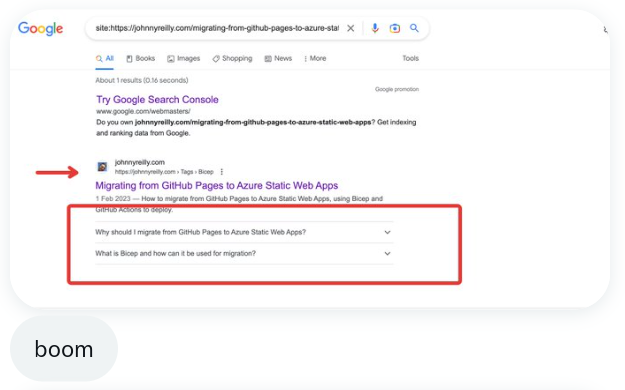 Google
site:https://johnnyreilly.com/migrating-from-github-pages-to-azure-stat
All Books Images Shopping News More Tools
About 1 results (0.16 seconds)
Google promotion
Try Google Search Console
www.google.com/webmasters/
Do you own johnnyreilly.com/migrating-from-github-pages-to-azure-static-web-apps? Get indexing
and ranking data from Google.
johnnyreilly.com
https://johnnyreilly.com › Tags › Bicep
Migrating from GitHub Pages to Azure Static Web Apps
1 Feb 2023 — How to migrate from GitHub Pages to Azure Static Web Apps, using Bicep and
GitHub Actions to deploy.
Why should I migrate from GitHub Pages to Azure Static Web Apps?
What is Bicep and how can it be used for migration?
boom